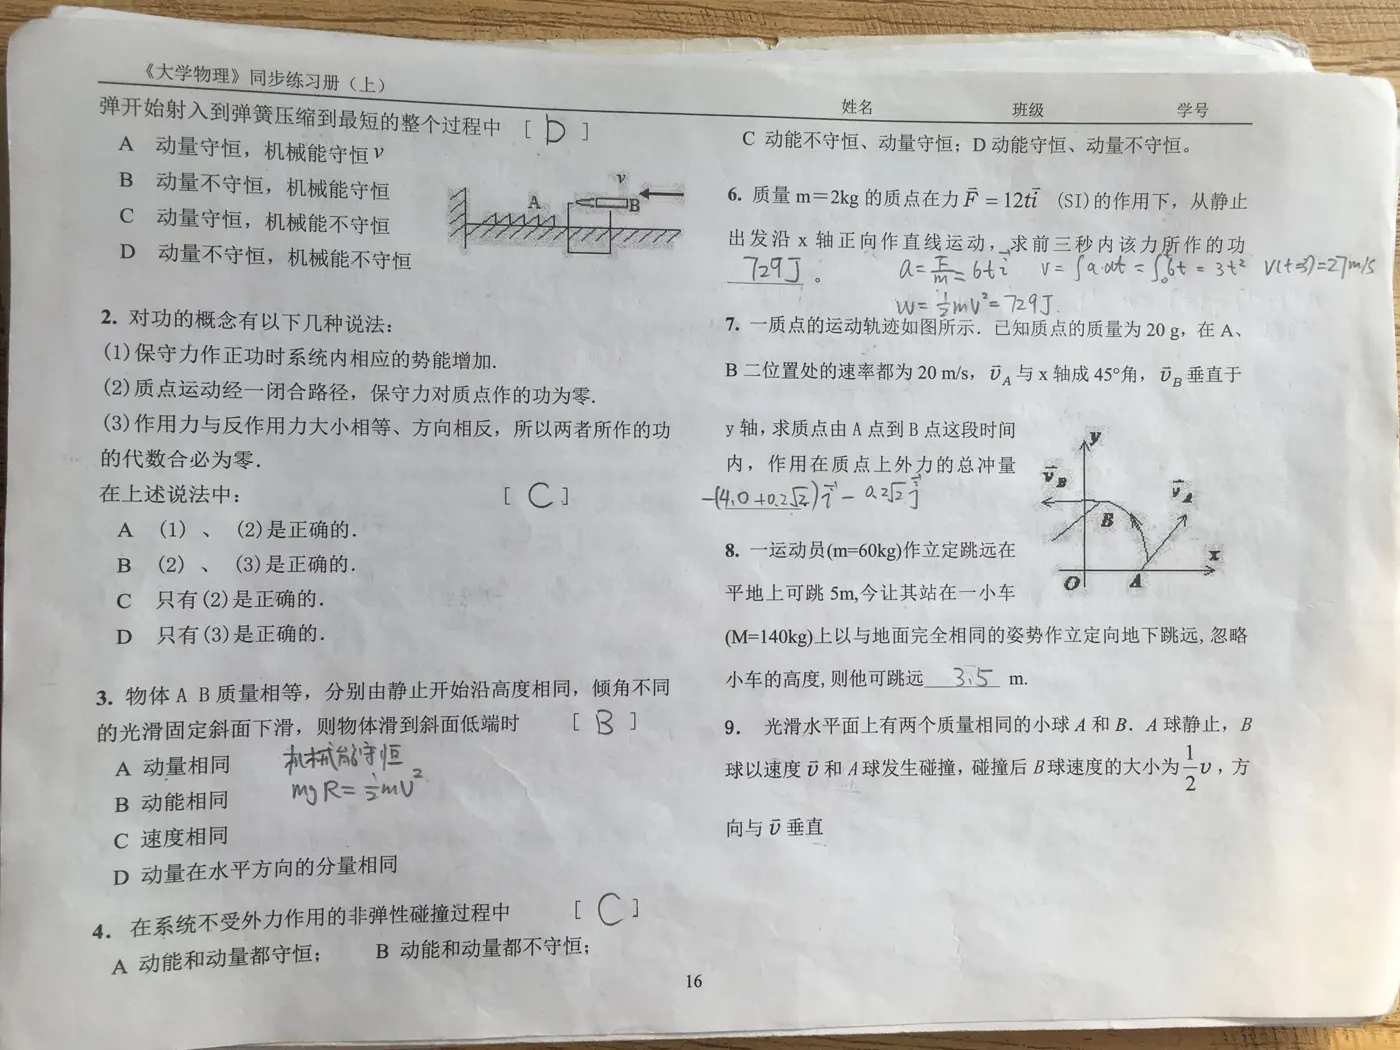 《大学物理》同步练习册（上）
姓名 班级 学号
弹开始射入到弹簧压缩到最短的整个过程中 [ D ]
A 动量守恒，机械能守恒 v
B 动量不守恒，机械能守恒
C 动量守恒，机械能不守恒
D 动量不守恒，机械能不守恒
v
A
B
2. 对功的概念有以下几种说法：
(1)保守力作正功时系统内相应的势能增加.
(2)质点运动经一闭合路径，保守力对质点作的功为零.
(3)作用力与反作用力大小相等、方向相反，所以两者所作的功
的代数合必为零.
在上述说法中： [ C ]
A (1)、(2)是正确的.
B (2)、(3)是正确的.
C 只有(2)是正确的.
D 只有(3)是正确的.
3. 物体 A B 质量相等，分别由静止开始沿高度相同，倾角不同
的光滑固定斜面下滑，则物体滑到斜面低端时 [ B ]
A 动量相同
B 动能相同
C 速度相同
D 动量在水平方向的分量相同
机械能守恒
mgR=½mv²
4. 在系统不受外力作用的非弹性碰撞过程中 [ C ]
A 动能和动量都守恒； B 动能和动量都不守恒；
C 动能不守恒、动量守恒；D 动能守恒、动量不守恒。
6. 质量 m＝2kg 的质点在力 F⃗ = 12ti⃗ (SI)的作用下，从静止
出发沿 x 轴正向作直线运动，求前三秒内该力所作的功
729J 。 a=F/m=6ti⃗ v=∫a·dt=∫₀6t=3t² v(t=3)=27m/s
W=½mv²=729J.
7. 一质点的运动轨迹如图所示．已知质点的质量为 20 g，在 A、
B 二位置处的速率都为 20 m/s，v⃗A 与 x 轴成 45°角，v⃗B 垂直于
y 轴，求质点由 A 点到 B 点这段时间
内，作用在质点上外力的总冲量
-(4.0+0.2√2)i⃗ - 0.2√2j⃗
y
v⃗B
v⃗A
B
x
O
A
8. 一运动员(m=60kg)作立定跳远在
平地上可跳 5m,今让其站在一小车
(M=140kg)上以与地面完全相同的姿势作立定向地下跳远,忽略
小车的高度,则他可跳远 3.5 m.
9. 光滑水平面上有两个质量相同的小球 A 和 B．A 球静止，B
球以速度 v⃗ 和 A 球发生碰撞，碰撞后 B 球速度的大小为 ½v，方
向与 v⃗ 垂直
16